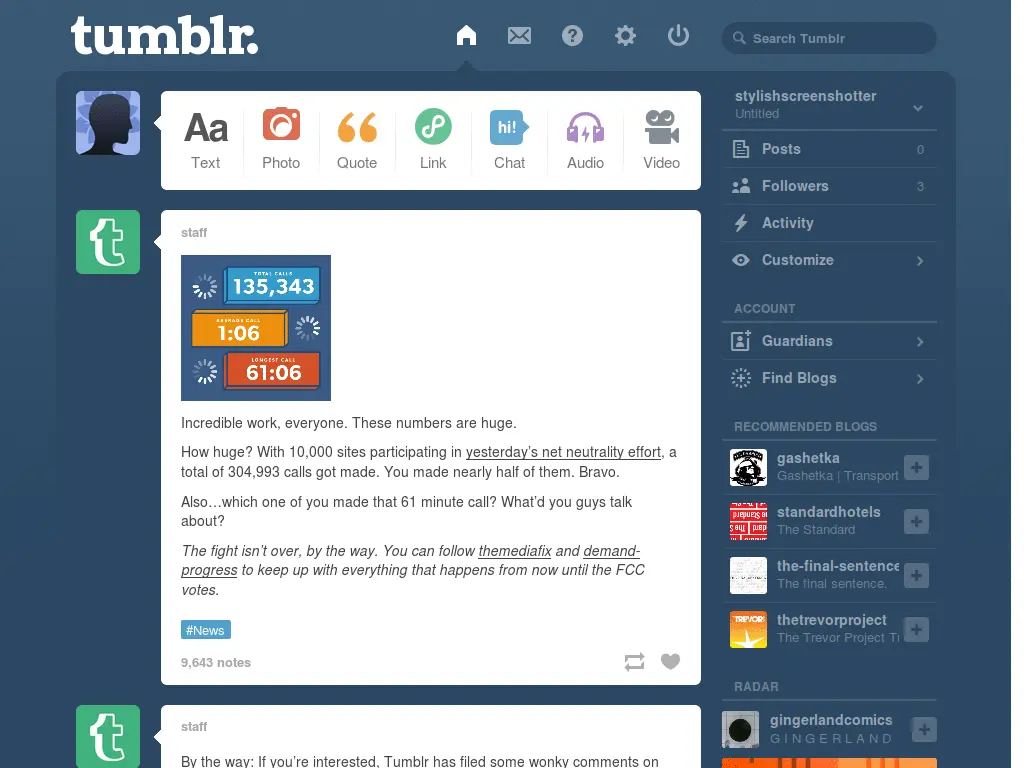 tumblr.
Search Tumblr
Aa
hi!
Text
Photo
Quote
Link
Chat
Audio
Video
staff
TOTAL CALLS
135,343
AVERAGE CALL
1:06
LONGEST CALL
61:06
Incredible work, everyone. These numbers are huge.
How huge? With 10,000 sites participating in yesterday's net neutrality effort, a
total of 304,993 calls got made. You made nearly half of them. Bravo.
Also…which one of you made that 61 minute call? What'd you guys talk
about?
The fight isn't over, by the way. You can follow themediafix and demand-
progress to keep up with everything that happens from now until the FCC
votes.
#News
9,643 notes
staff
By the way: If you're interested, Tumblr has filed some wonky comments on
stylishscreenshotter
Untitled
Posts 0
Followers 3
Activity
Customize
ACCOUNT
Guardians
Find Blogs
RECOMMENDED BLOGS
gashetka
Gashetka | Transport
standardhotels
The Standard
the-final-sentence
The final sentence.
TREVOR
thetrevorproject
The Trevor Project Tu
RADAR
gingerlandcomics
G I N G E R L A N D